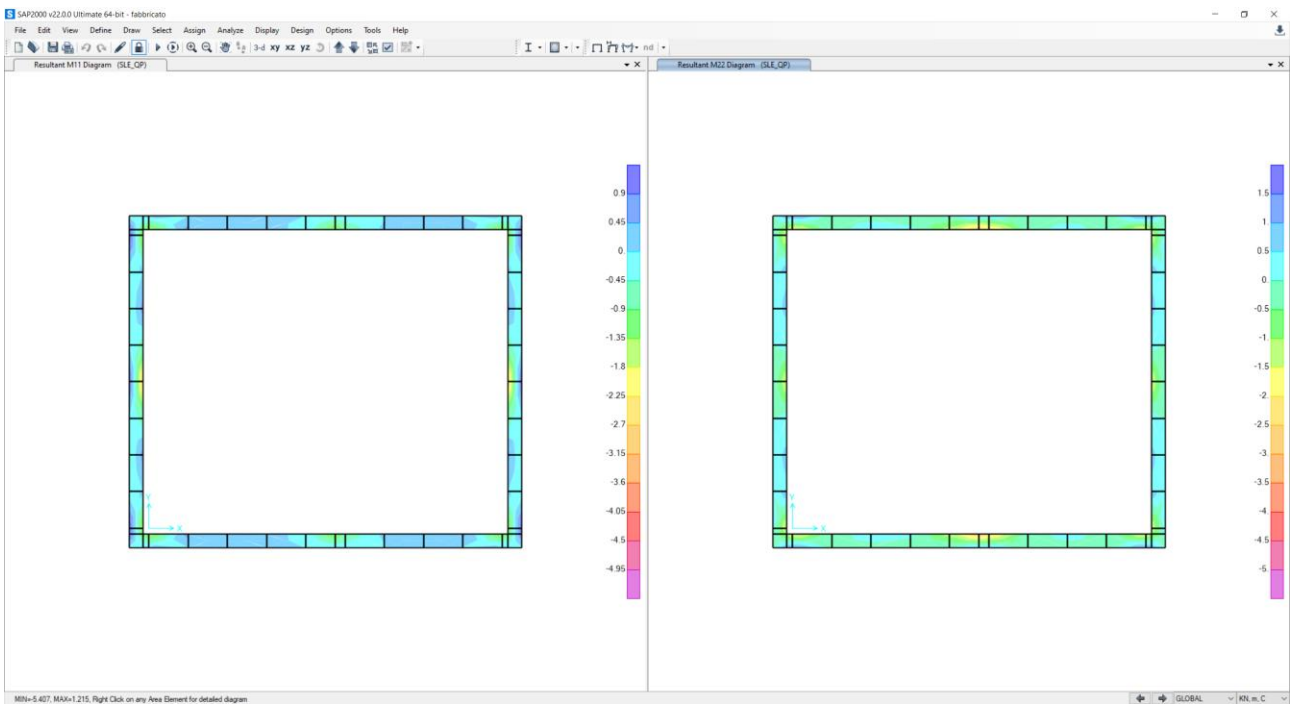 SAP2000 v22.0.0 Ultimate 64-bit - fabbricato
File Edit View Define Draw Select Assign Analyze Display Design Options Tools Help
3-d xy xz yz nd
Resultant M11 Diagram (SLE_QP)
Resultant M22 Diagram (SLE_QP)
0.9
0.45
0.
-0.45
-0.9
-1.35
-1.8
-2.25
-2.7
-3.15
-3.6
-4.05
-4.5
-4.95
Y
X
1.5
1.
0.5
0.
-0.5
-1.
-1.5
-2.
-2.5
-3.
-3.5
-4.
-4.5
-5.
Y
X
MIN=-5.407, MAX=1.215, Right Click on any Area Element for detailed diagram
GLOBAL
KN, m, C